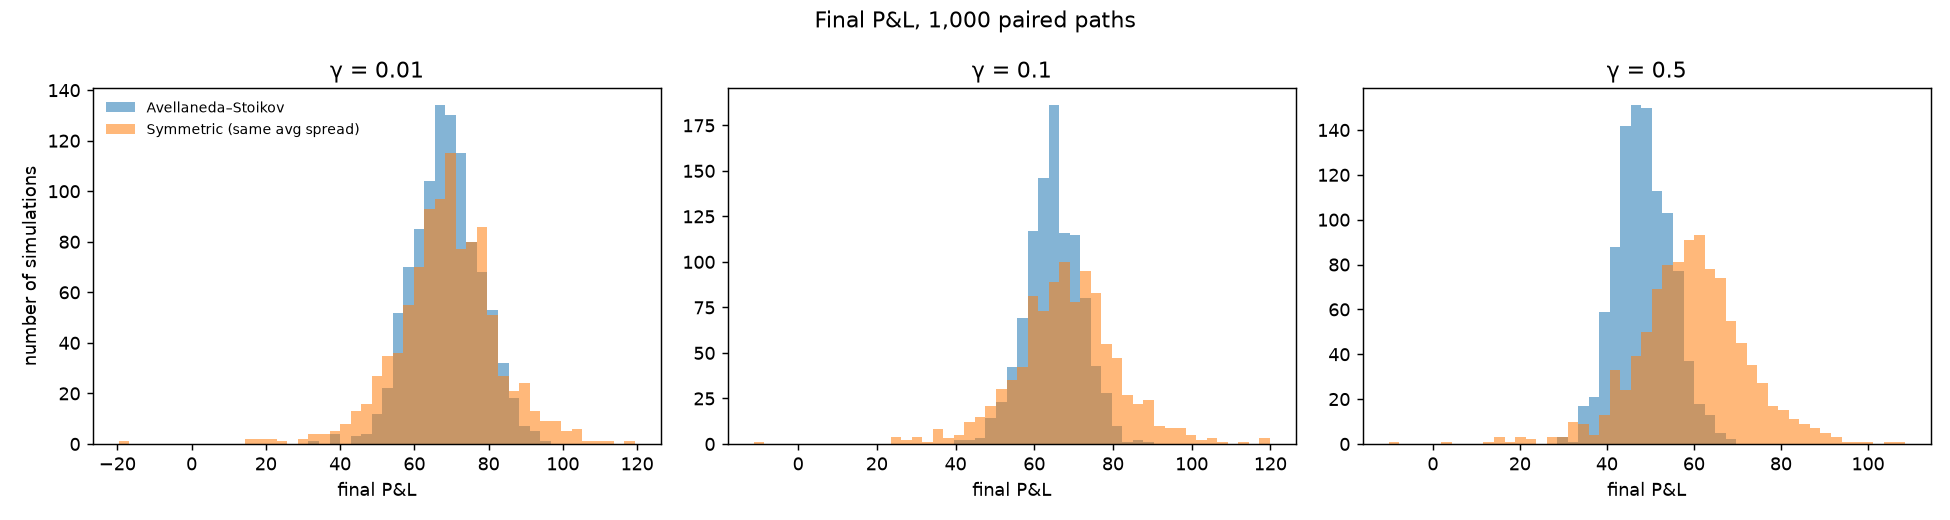 Final P&L, 1,000 paired paths
γ = 0.01
140
120
100
80
60
40
20
0
number of simulations
Avellaneda–Stoikov
Symmetric (same avg spread)
−20 0 20 40 60 80 100 120
final P&L
γ = 0.1
175
150
125
100
75
50
25
0
0 20 40 60 80 100 120
final P&L
γ = 0.5
140
120
100
80
60
40
20
0
0 20 40 60 80 100
final P&L